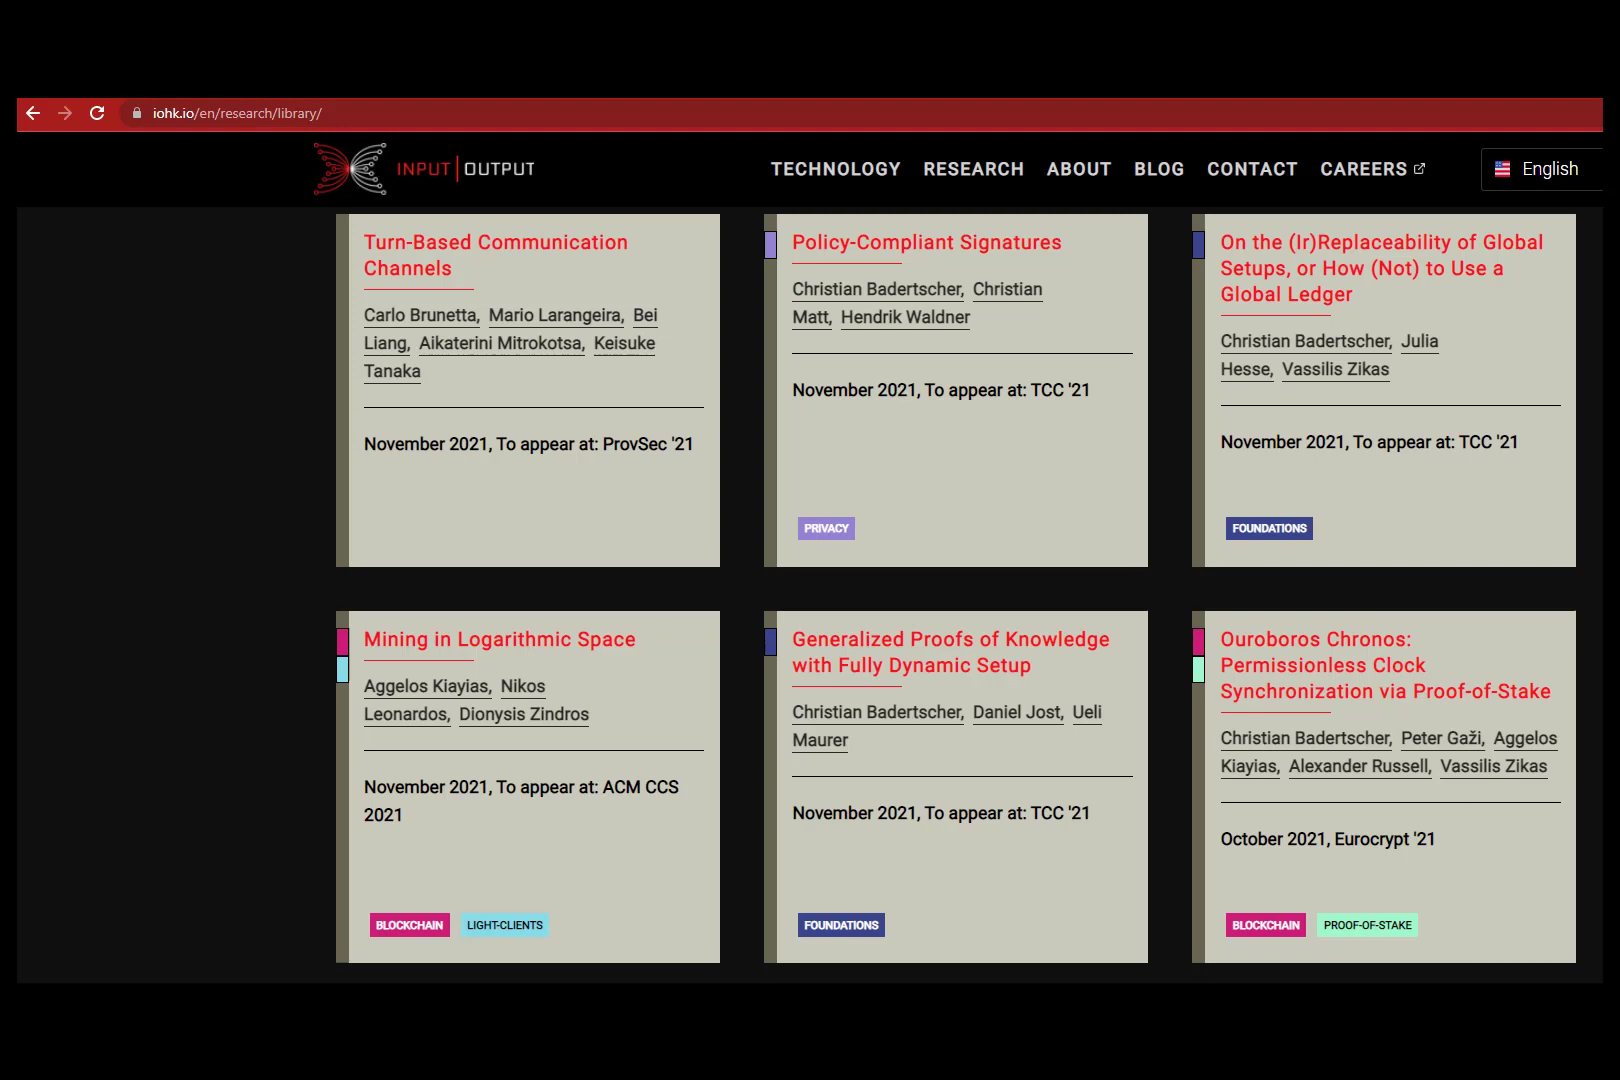 iohk.io/en/research/library/
INPUT | OUTPUT
TECHNOLOGY RESEARCH ABOUT BLOG CONTACT CAREERS
English
Turn-Based Communication
Channels
Carlo Brunetta, Mario Larangeira, Bei
Liang, Aikaterini Mitrokotsa, Keisuke
Tanaka
November 2021, To appear at: ProvSec '21
Policy-Compliant Signatures
Christian Badertscher, Christian
Matt, Hendrik Waldner
November 2021, To appear at: TCC '21
PRIVACY
On the (Ir)Replaceability of Global
Setups, or How (Not) to Use a
Global Ledger
Christian Badertscher, Julia
Hesse, Vassilis Zikas
November 2021, To appear at: TCC '21
FOUNDATIONS
Mining in Logarithmic Space
Aggelos Kiayias, Nikos
Leonardos, Dionysis Zindros
November 2021, To appear at: ACM CCS
2021
BLOCKCHAIN LIGHT-CLIENTS
Generalized Proofs of Knowledge
with Fully Dynamic Setup
Christian Badertscher, Daniel Jost, Ueli
Maurer
November 2021, To appear at: TCC '21
FOUNDATIONS
Ouroboros Chronos:
Permissionless Clock
Synchronization via Proof-of-Stake
Christian Badertscher, Peter Gaži, Aggelos
Kiayias, Alexander Russell, Vassilis Zikas
October 2021, Eurocrypt '21
BLOCKCHAIN PROOF-OF-STAKE